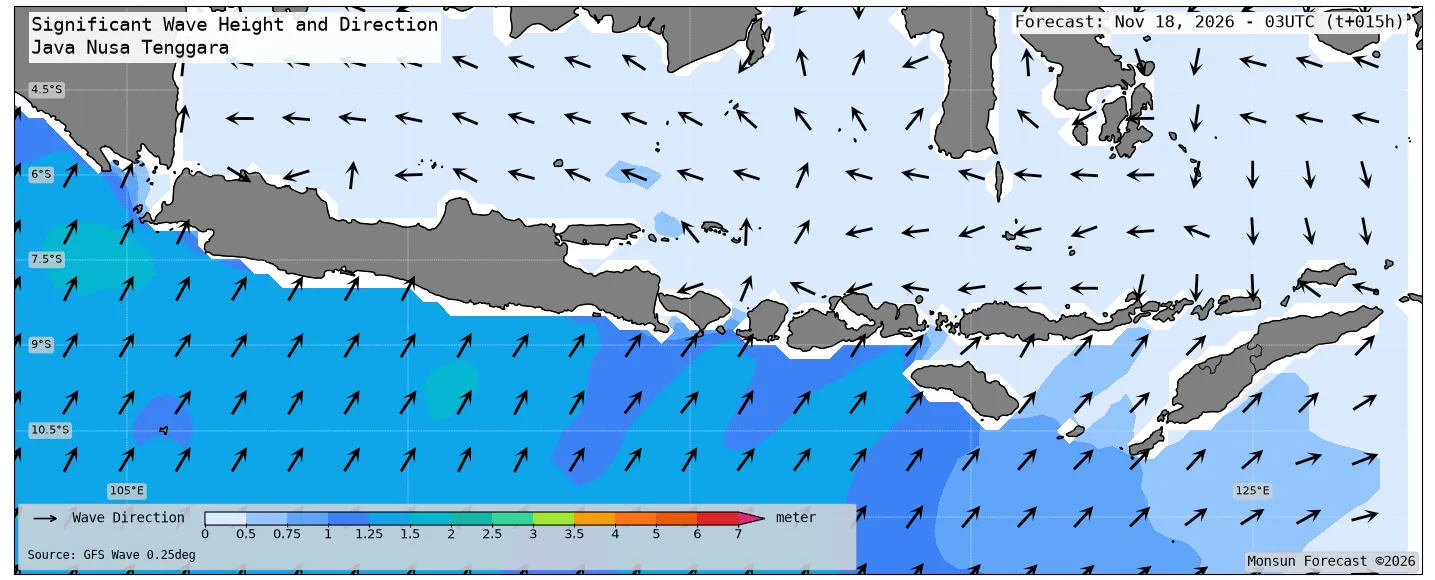 Significant Wave Height and Direction
Java Nusa Tenggara
Forecast: Nov 18, 2026 - 03UTC (t+015h)
4.5°S
6°S
7.5°S
9°S
10.5°S
105°E
125°E
Wave Direction
meter
0 0.5 0.75 1 1.25 1.5 2 2.5 3 3.5 4 5 6 7
Source: GFS Wave 0.25deg
Monsun Forecast ©2026